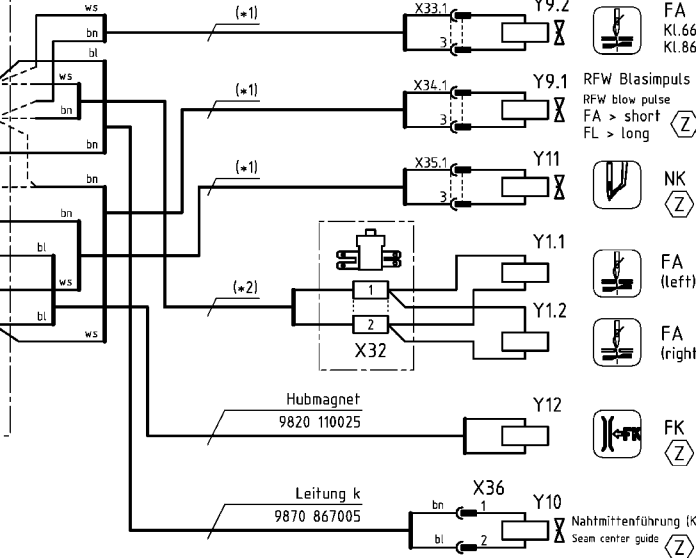 ws
bn
bl
ws
bn
bn
bn
bn
bl
ws
bl
ws
(*1)
X33.1
3
Y9.2
FA
Kl.66
Kl.86
(*1)
X34.1
3
Y9.1
RFW Blasimpuls
RFW blow pulse
FA > short
FL > long
Z
(*1)
X35.1
3
Y11
NK
Z
(*2)
1
2
X32
Y1.1
FA
(left)
Y1.2
FA
(right
Hubmagnet
9820 110025
Y12
FK
FK
Z
Leitung k
9870 867005
X36
bn
1
bl
2
Y10
Nahtmittenführung (K
Seam center guide
Z